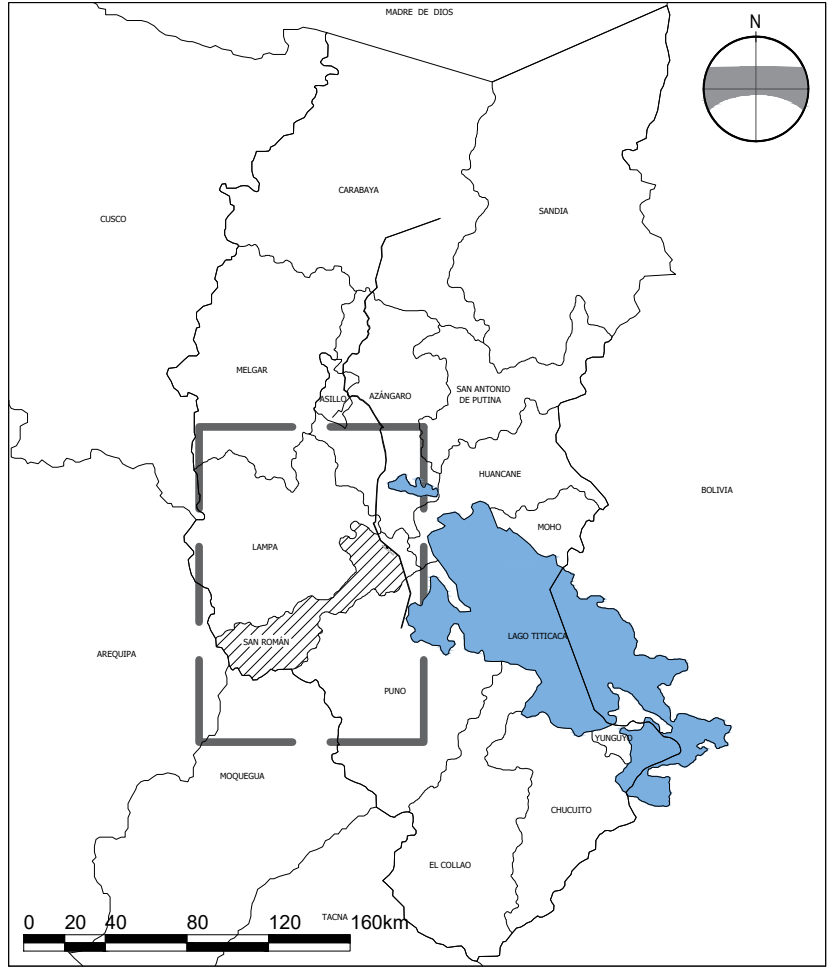 MADRE DE DIOS
N
CARABAYA
SANDIA
CUSCO
MELGAR
ASILLO
AZÁNGARO
SAN ANTONIO
DE PUTINA
HUANCANE
BOLIVIA
MOHO
LAMPA
LAGO TITICACA
SAN ROMÁN
AREQUIPA
PUNO
YUNGUYO
MOQUEGUA
CHUCUITO
EL COLLAO
TACNA
0 20 40 80 120 160km